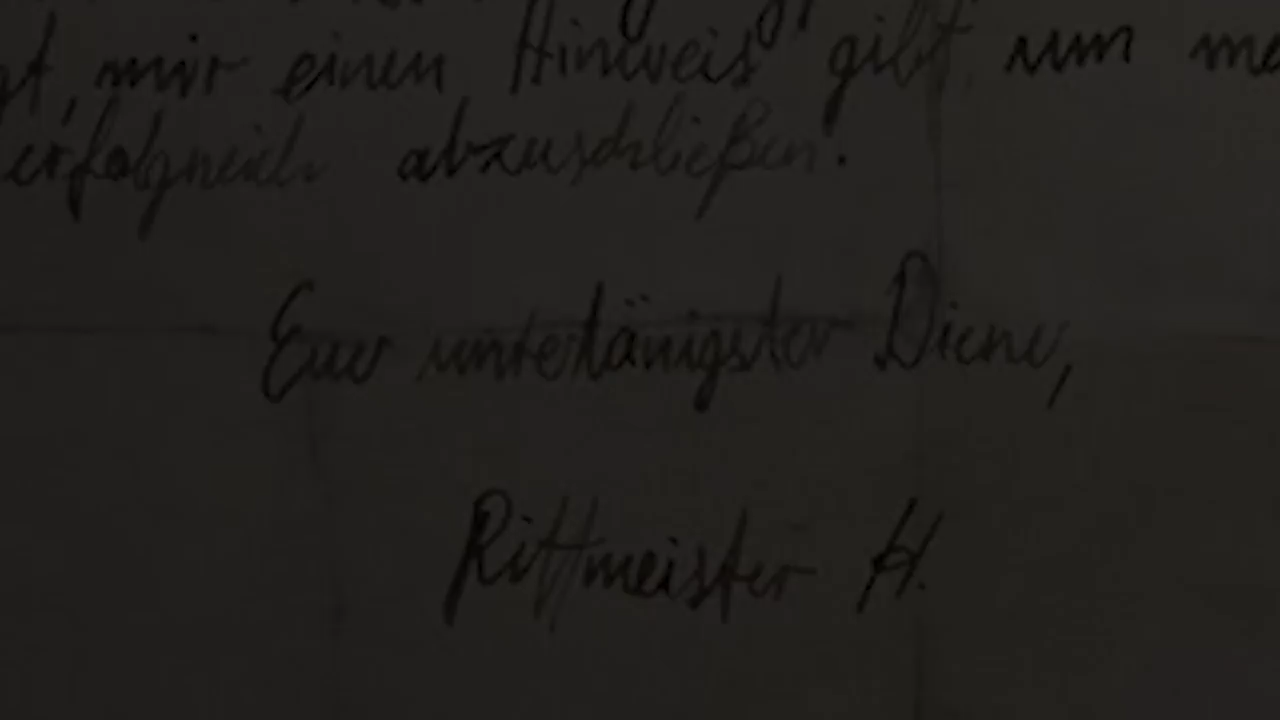 mir einen Hinweis gibt um
erfolgreich abzuschließen.
Euer untertänigster Diener,
Rittmeister H.